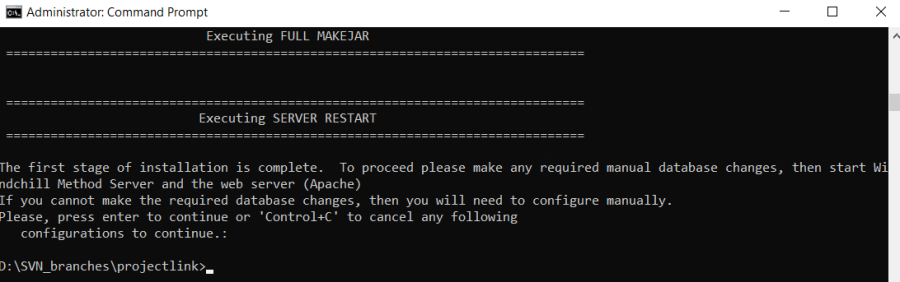 Administrator: Command Prompt
Executing FULL MAKEJAR
==============================================================================
==============================================================================
Executing SERVER RESTART
==============================================================================
The first stage of installation is complete.  To proceed please make any required manual database changes, then start Wi
ndchill Method Server and the web server (Apache)
If you cannot make the required database changes, then you will need to configure manually.
Please, press enter to continue or 'Control+C' to cancel any following
   configurations to continue.:
D:\SVN_branches\projectlink>